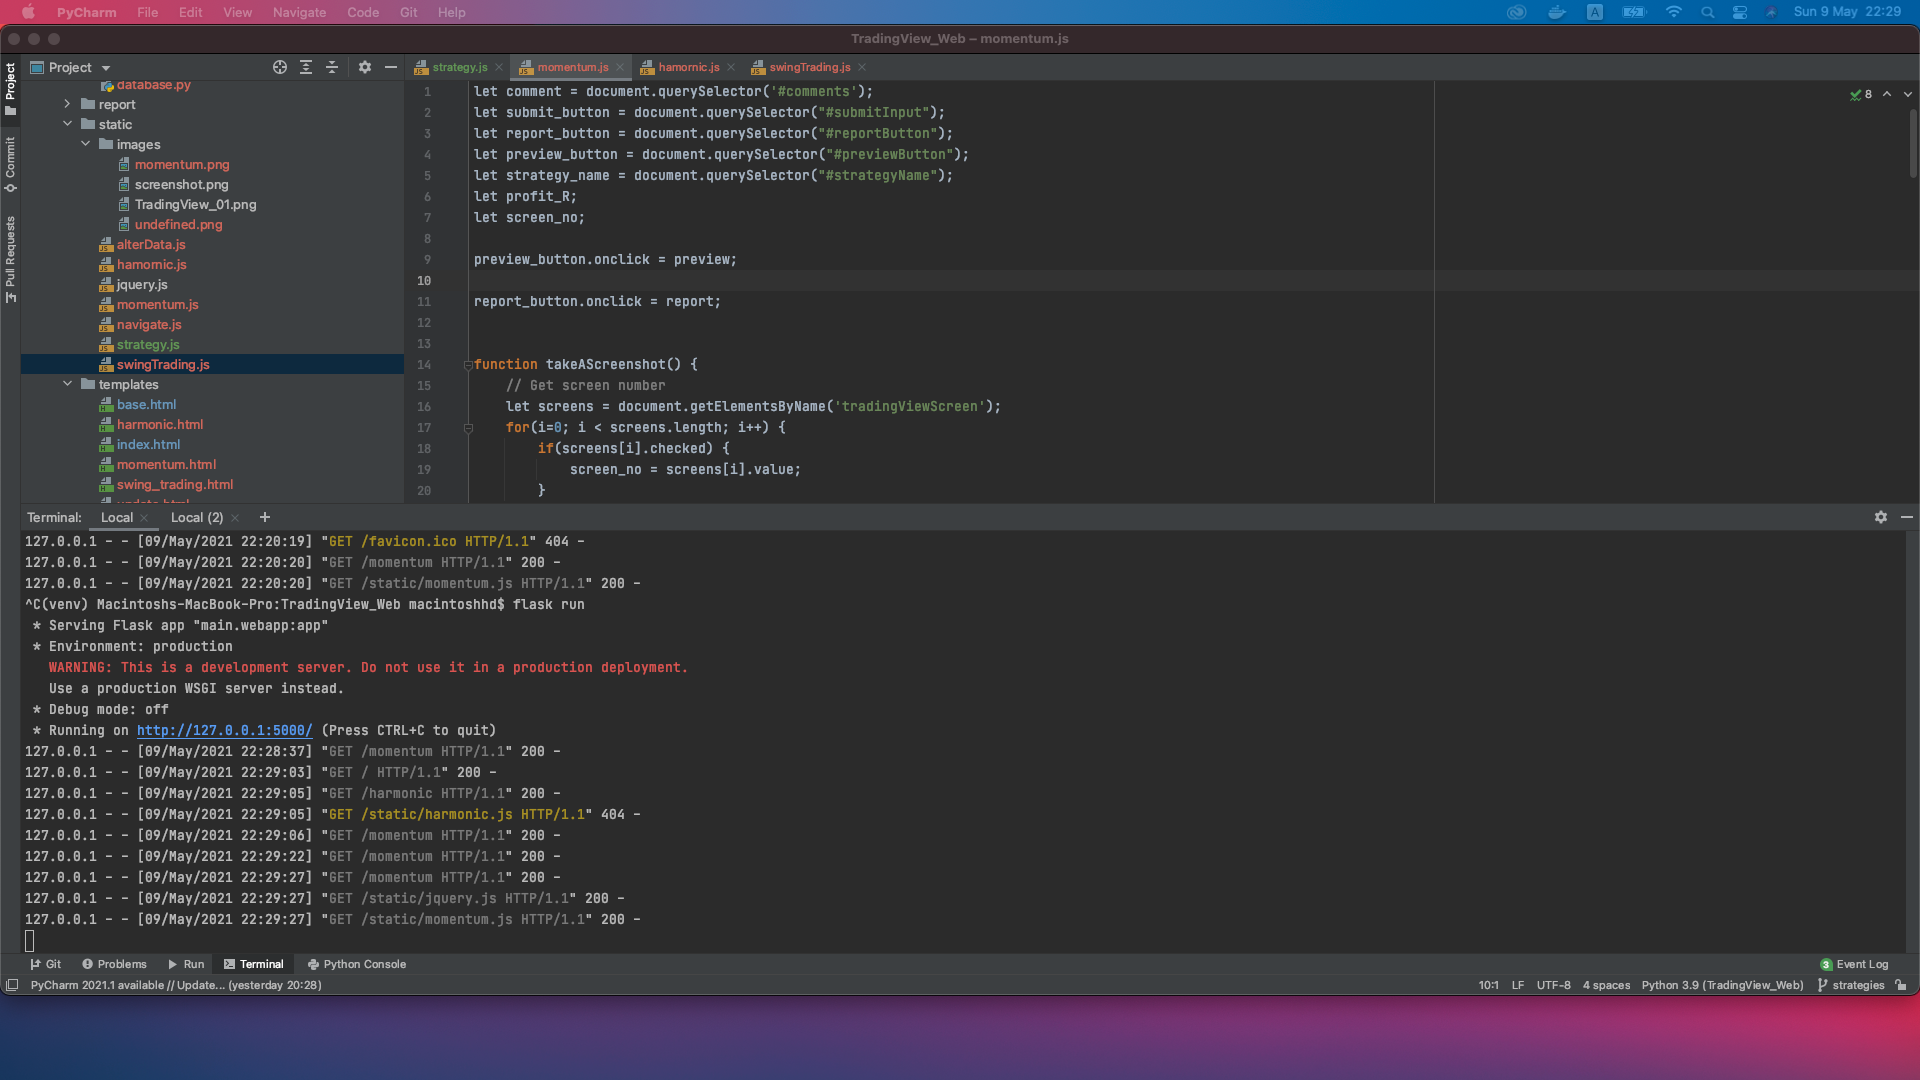 PyCharm File Edit View Navigate Code Git Help
A
Sun 9 May 22:29
TradingView_Web – momentum.js
Project
Commit
Pull Requests
Project
database.py
report
static
images
momentum.png
screenshot.png
TradingView_01.png
undefined.png
alterData.js
hamornic.js
jquery.js
momentum.js
navigate.js
strategy.js
swingTrading.js
templates
base.html
harmonic.html
index.html
momentum.html
swing_trading.html
strategy.js momentum.js hamornic.js swingTrading.js
8
1 let comment = document.querySelector('#comments');
2 let submit_button = document.querySelector("#submitInput");
3 let report_button = document.querySelector("#reportButton");
4 let preview_button = document.querySelector("#previewButton");
5 let strategy_name = document.querySelector("#strategyName");
6 let profit_R;
7 let screen_no;
8
9 preview_button.onclick = preview;
10
11 report_button.onclick = report;
12
13
14 function takeAScreenshot() {
15 // Get screen number
16 let screens = document.getElementsByName('tradingViewScreen');
17 for(i=0; i < screens.length; i++) {
18 if(screens[i].checked) {
19 screen_no = screens[i].value;
20 }
Terminal: Local Local (2) +
127.0.0.1 - - [09/May/2021 22:20:19] "GET /favicon.ico HTTP/1.1" 404 -
127.0.0.1 - - [09/May/2021 22:20:20] "GET /momentum HTTP/1.1" 200 -
127.0.0.1 - - [09/May/2021 22:20:20] "GET /static/momentum.js HTTP/1.1" 200 -
^C(venv) Macintoshs-MacBook-Pro:TradingView_Web macintoshhd$ flask run
* Serving Flask app "main.webapp:app"
* Environment: production
WARNING: This is a development server. Do not use it in a production deployment.
Use a production WSGI server instead.
* Debug mode: off
* Running on http://127.0.0.1:5000/ (Press CTRL+C to quit)
127.0.0.1 - - [09/May/2021 22:28:37] "GET /momentum HTTP/1.1" 200 -
127.0.0.1 - - [09/May/2021 22:29:03] "GET / HTTP/1.1" 200 -
127.0.0.1 - - [09/May/2021 22:29:05] "GET /harmonic HTTP/1.1" 200 -
127.0.0.1 - - [09/May/2021 22:29:05] "GET /static/harmonic.js HTTP/1.1" 404 -
127.0.0.1 - - [09/May/2021 22:29:06] "GET /momentum HTTP/1.1" 200 -
127.0.0.1 - - [09/May/2021 22:29:22] "GET /momentum HTTP/1.1" 200 -
127.0.0.1 - - [09/May/2021 22:29:27] "GET /momentum HTTP/1.1" 200 -
127.0.0.1 - - [09/May/2021 22:29:27] "GET /static/jquery.js HTTP/1.1" 200 -
127.0.0.1 - - [09/May/2021 22:29:27] "GET /static/momentum.js HTTP/1.1" 200 -
Git Problems Run Terminal Python Console 3 Event Log
PyCharm 2021.1 available // Update... (yesterday 20:28) 10:1 LF UTF-8 4 spaces Python 3.9 (TradingView_Web) strategies